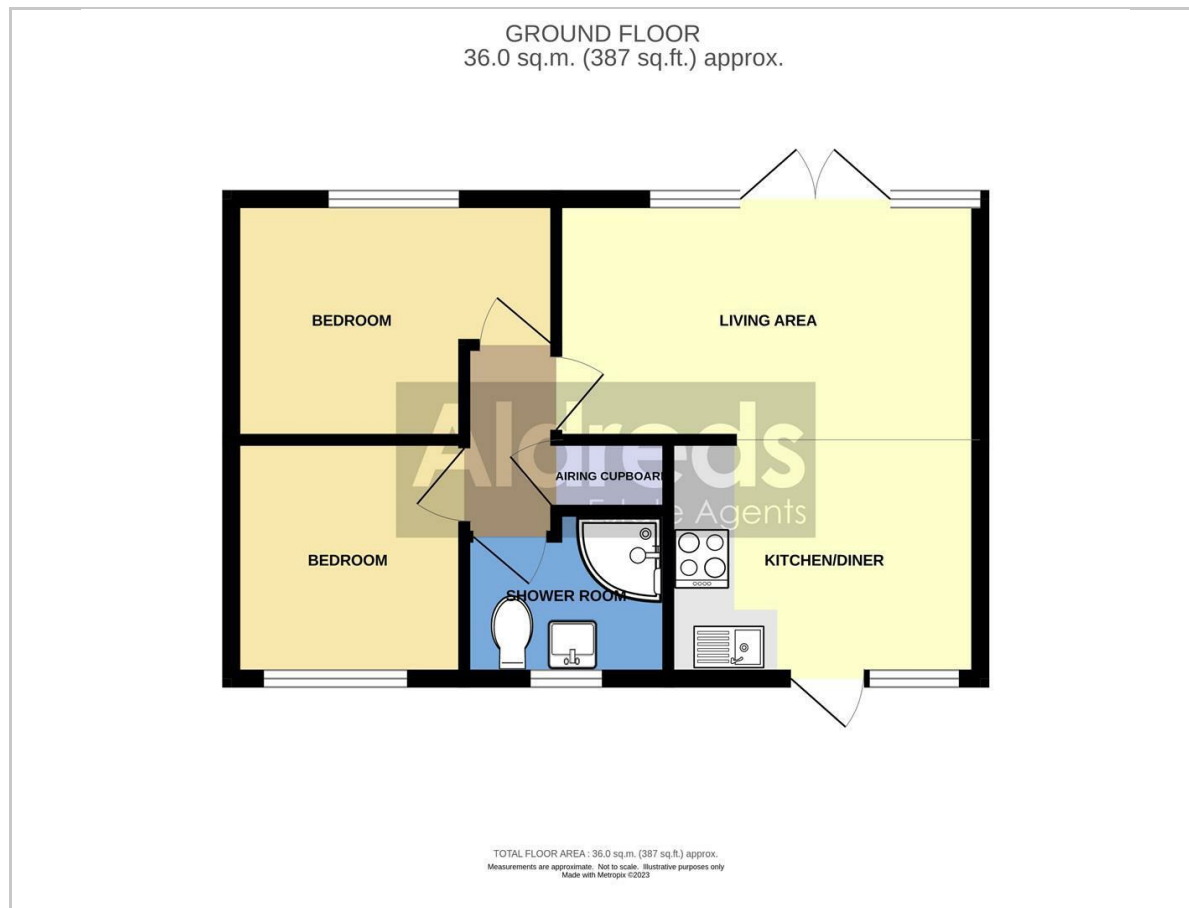 GROUND FLOOR
36.0 sq.m. (387 sq.ft.) approx.
BEDROOM
LIVING AREA
Aldreds
Estate Agents
AIRING CUPBOARD
BEDROOM
KITCHEN/DINER
SHOWER ROOM
TOTAL FLOOR AREA : 36.0 sq.m. (387 sq.ft.) approx.
Measurements are approximate. Not to scale. Illustrative purposes only
Made with Metropix ©2023